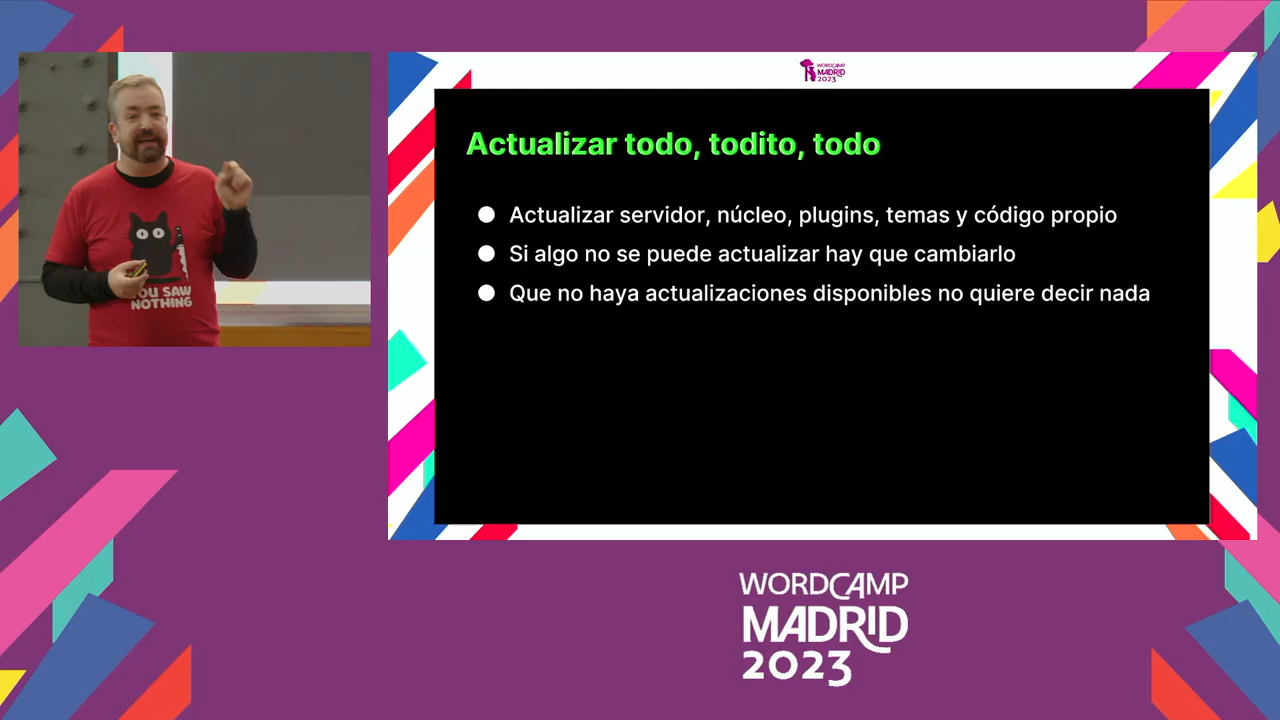 WORDCAMP
MADRID
2023
Actualizar todo, todito, todo
Actualizar servidor, núcleo, plugins, temas y código propio
Si algo no se puede actualizar hay que cambiarlo
Que no haya actualizaciones disponibles no quiere decir nada
YOU SAW
NOTHING
WORDCAMP
MADRID
2023